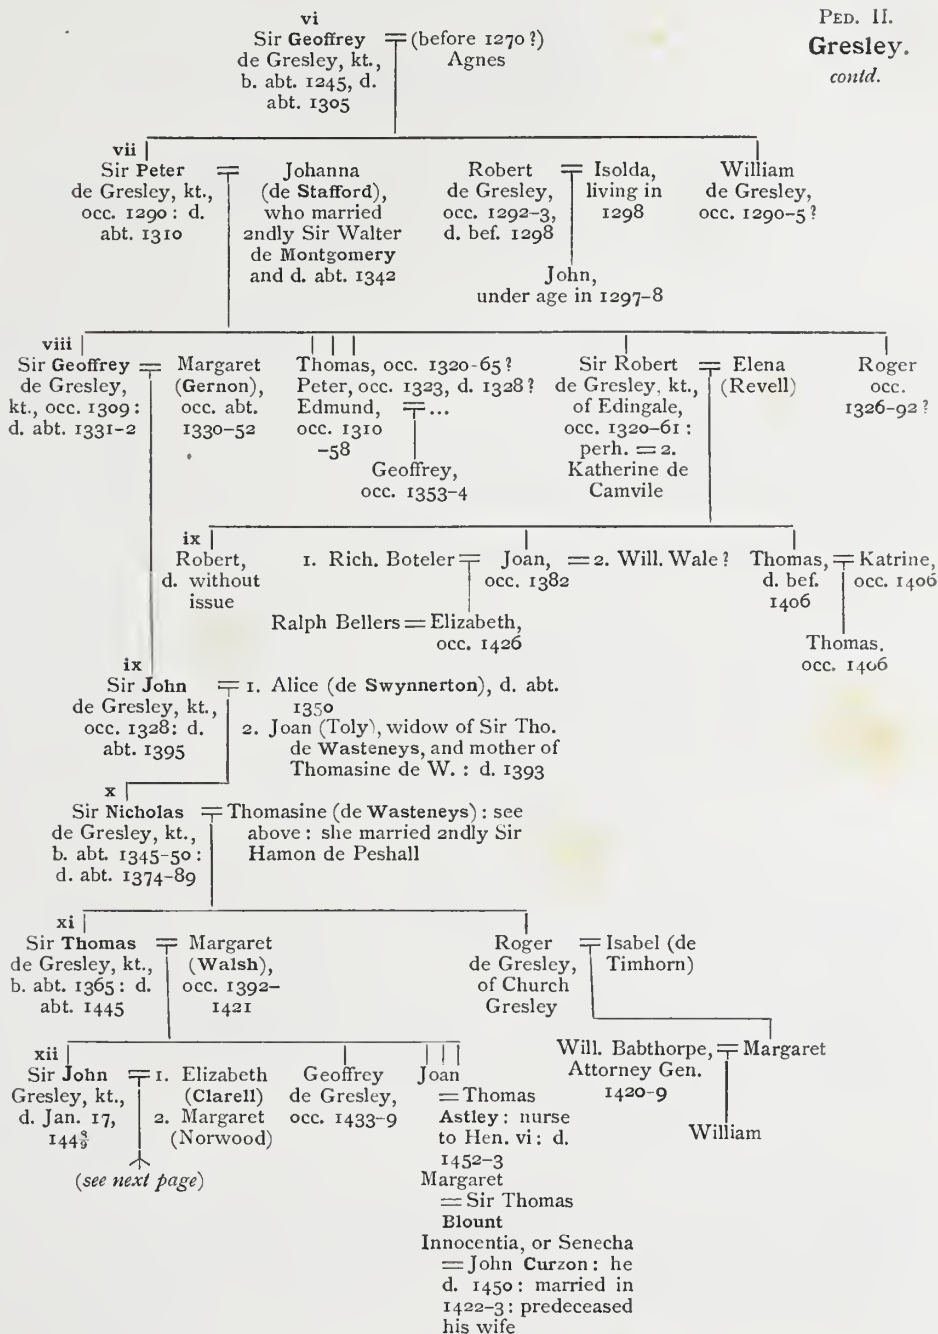 PED. II.
Gresley.
contd.
vi
Sir Geoffrey = (before 1270 ?)
de Gresley, kt., Agnes
b. abt. 1245, d.
abt. 1305
vii
Sir Peter = Johanna
de Gresley, kt., (de Stafford),
occ. 1290 : d. who married
abt. 1310 2ndly Sir Walter
de Montgomery
and d. abt. 1342
Robert = Isolda,
de Gresley, living in
occ. 1292-3, 1298
d. bef. 1298
William
de Gresley,
occ. 1290-5 ?
John,
under age in 1297-8
viii
Sir Geoffrey = Margaret
de Gresley, (Gernon),
kt., occ. 1309 : occ. abt.
d. abt. 1331-2 1330-52
Thomas, occ. 1320-65 ?
Peter, occ. 1323, d. 1328 ?
Edmund, = ...
occ. 1310
-58
Geoffrey,
occ. 1353-4
Sir Robert = Elena
de Gresley, kt., (Revell)
of Edingale,
occ. 1320-61 :
perh. = 2.
Katherine de
Camvile
Roger
occ.
1326-92 ?
ix
Robert,
d. without
issue
1. Rich. Boteler = Joan, = 2. Will. Wale ?
occ. 1382
Ralph Bellers = Elizabeth,
occ. 1426
Thomas, = Katrine,
d. bef. occ. 1406
1406
Thomas.
occ. 1406
ix
Sir John = 1. Alice (de Swynnerton), d. abt.
de Gresley, kt., 1350
occ. 1328: d. 2. Joan (Toly), widow of Sir Tho.
abt. 1395 de Wasteneys, and mother of
Thomasine de W. : d. 1393
x
Sir Nicholas = Thomasine (de Wasteneys) : see
de Gresley, kt., above : she married 2ndly Sir
b. abt. 1345-50 : Hamon de Peshall
d. abt. 1374-89
xi
Sir Thomas = Margaret
de Gresley, kt., (Walsh),
b. abt. 1365 : d. occ. 1392-
abt. 1445 1421
Roger = Isabel (de
de Gresley, Timhorn)
of Church
Gresley
xii
Sir John = 1. Elizabeth
Gresley, kt., (Clarell)
d. Jan. 17, 2. Margaret
144 8/9 (Norwood)
(see next page)
Geoffrey
de Gresley,
occ. 1433-9
Joan
= Thomas
Astley : nurse
to Hen. vi : d.
1452-3
Margaret
= Sir Thomas
Blount
Innocentia, or Senecha
= John Curzon : he
d. 1450 : married in
1422-3 : predeceased
his wife
Will. Babthorpe, = Margaret
Attorney Gen.
1420-9
William